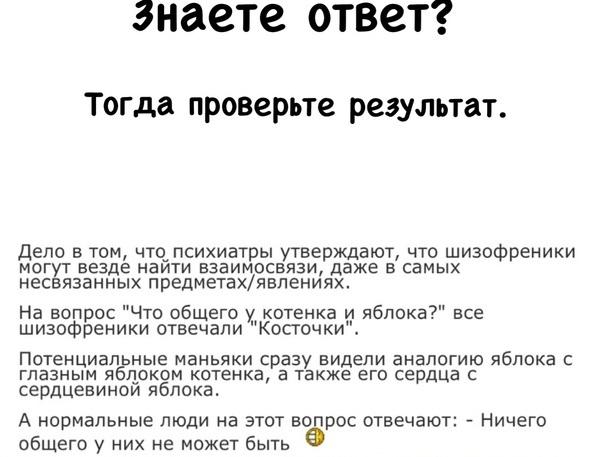 знаете ответ?
Тогда проверьте результат.
Дело в том, что психиатры утверждают, что шизофреники
могут везде найти взаимосвязи, даже в самых
несвязанных предметах/явлениях.
На вопрос "Что общего у котенка и яблока?" все
шизофреники отвечали "Косточки".
Потенциальные маньяки сразу видели аналогию яблока с
глазным яблоком котенка, а также его сердца с
сердцевиной яблока.
А нормальные люди на этот вопрос отвечают: - Ничего
общего у них не может быть